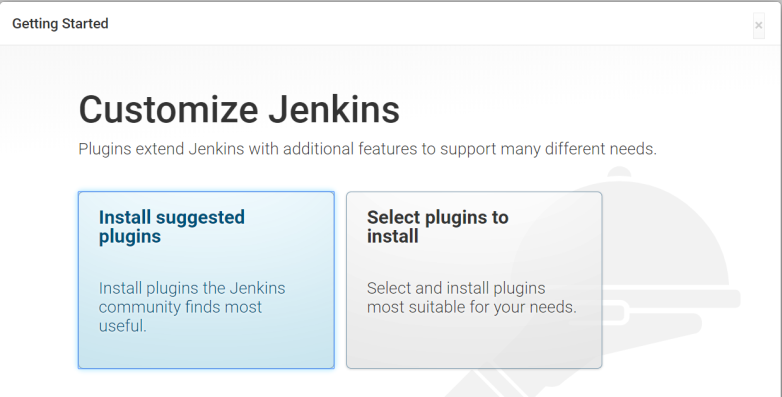 Getting Started
×
Customize Jenkins
Plugins extend Jenkins with additional features to support many different needs.
Install suggested
plugins
Install plugins the Jenkins
community finds most
useful.
Select plugins to
install
Select and install plugins
most suitable for your needs.